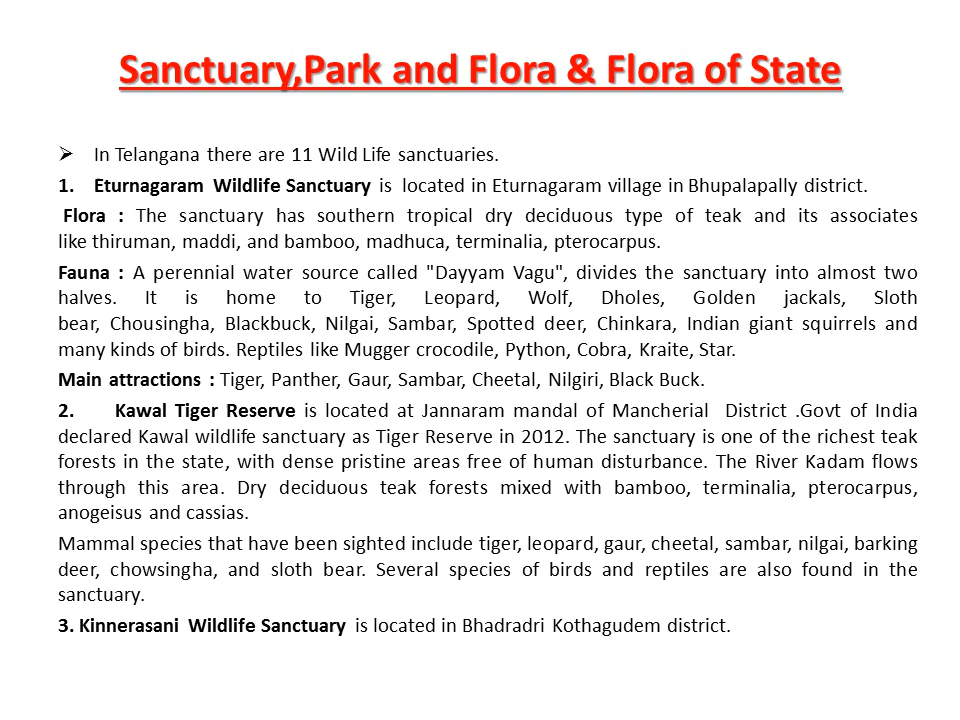 Sanctuary,Park and Flora & Flora of State
➢ In Telangana there are 11 Wild Life sanctuaries.
1. Eturnagaram Wildlife Sanctuary is located in Eturnagaram village in Bhupalapally district.
Flora : The sanctuary has southern tropical dry deciduous type of teak and its associates
like thiruman, maddi, and bamboo, madhuca, terminalia, pterocarpus.
Fauna : A perennial water source called "Dayyam Vagu", divides the sanctuary into almost two
halves. It is home to Tiger, Leopard, Wolf, Dholes, Golden jackals, Sloth
bear, Chousingha, Blackbuck, Nilgai, Sambar, Spotted deer, Chinkara, Indian giant squirrels and
many kinds of birds. Reptiles like Mugger crocodile, Python, Cobra, Kraite, Star.
Main attractions : Tiger, Panther, Gaur, Sambar, Cheetal, Nilgiri, Black Buck.
2. Kawal Tiger Reserve is located at Jannaram mandal of Mancherial District .Govt of India
declared Kawal wildlife sanctuary as Tiger Reserve in 2012. The sanctuary is one of the richest teak
forests in the state, with dense pristine areas free of human disturbance. The River Kadam flows
through this area. Dry deciduous teak forests mixed with bamboo, terminalia, pterocarpus,
anogeisus and cassias.
Mammal species that have been sighted include tiger, leopard, gaur, cheetal, sambar, nilgai, barking
deer, chowsingha, and sloth bear. Several species of birds and reptiles are also found in the
sanctuary.
3. Kinnerasani Wildlife Sanctuary is located in Bhadradri Kothagudem district.